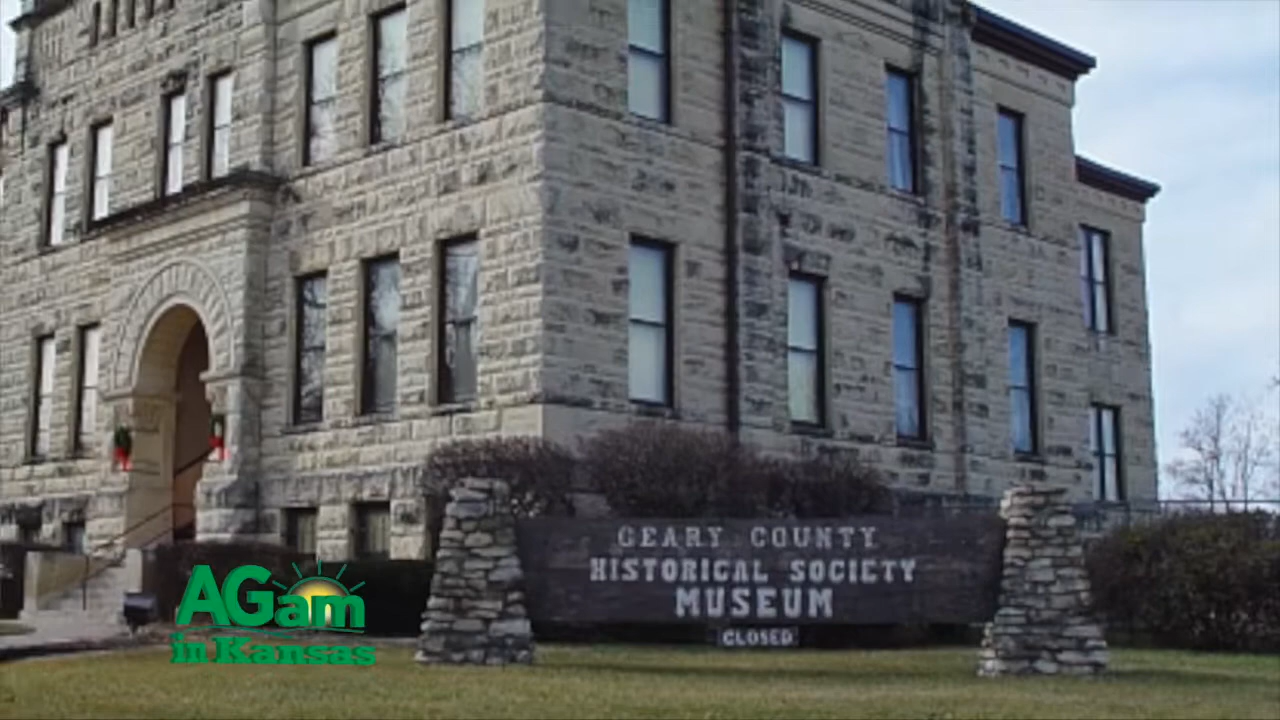 GEARY COUNTY
HISTORICAL SOCIETY
MUSEUM
CLOSED
AGam
in Kansas